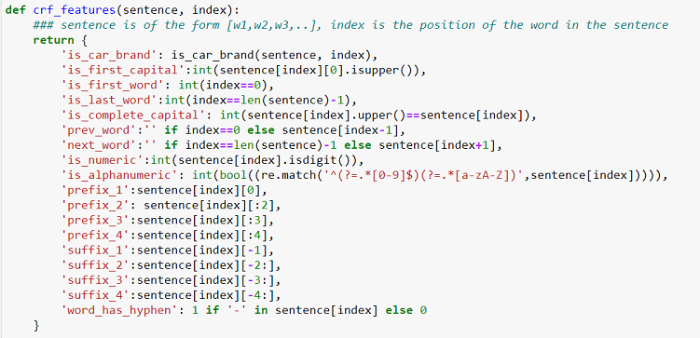 def crf_features(sentence, index):
    ### sentence is of the form [w1,w2,w3,..], index is the position of the word in the sentence
    return {
        'is_car_brand': is_car_brand(sentence, index),
        'is_first_capital':int(sentence[index][0].isupper()),
        'is_first_word': int(index==0),
        'is_last_word':int(index==len(sentence)-1),
        'is_complete_capital': int(sentence[index].upper()==sentence[index]),
        'prev_word':'' if index==0 else sentence[index-1],
        'next_word':'' if index==len(sentence)-1 else sentence[index+1],
        'is_numeric':int(sentence[index].isdigit()),
        'is_alphanumeric': int(bool((re.match('^(?=.*[0-9]$)(?=.*[a-zA-Z])',sentence[index])))),
        'prefix_1':sentence[index][0],
        'prefix_2': sentence[index][:2],
        'prefix_3':sentence[index][:3],
        'prefix_4':sentence[index][:4],
        'suffix_1':sentence[index][-1],
        'suffix_2':sentence[index][-2:],
        'suffix_3':sentence[index][-3:],
        'suffix_4':sentence[index][-4:],
        'word_has_hyphen': 1 if '-' in sentence[index] else 0
    }